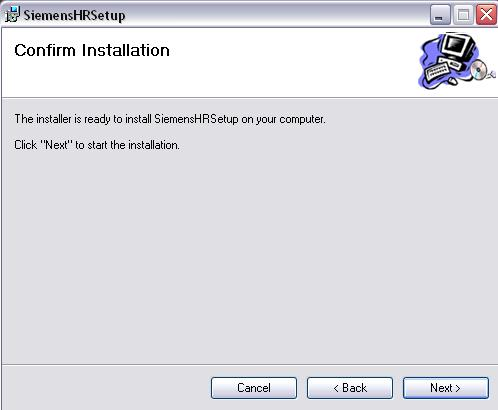 SiemensHRSetup
Confirm Installation
The installer is ready to install SiemensHRSetup on your computer.
Click "Next" to start the installation.
Cancel
< Back
Next >